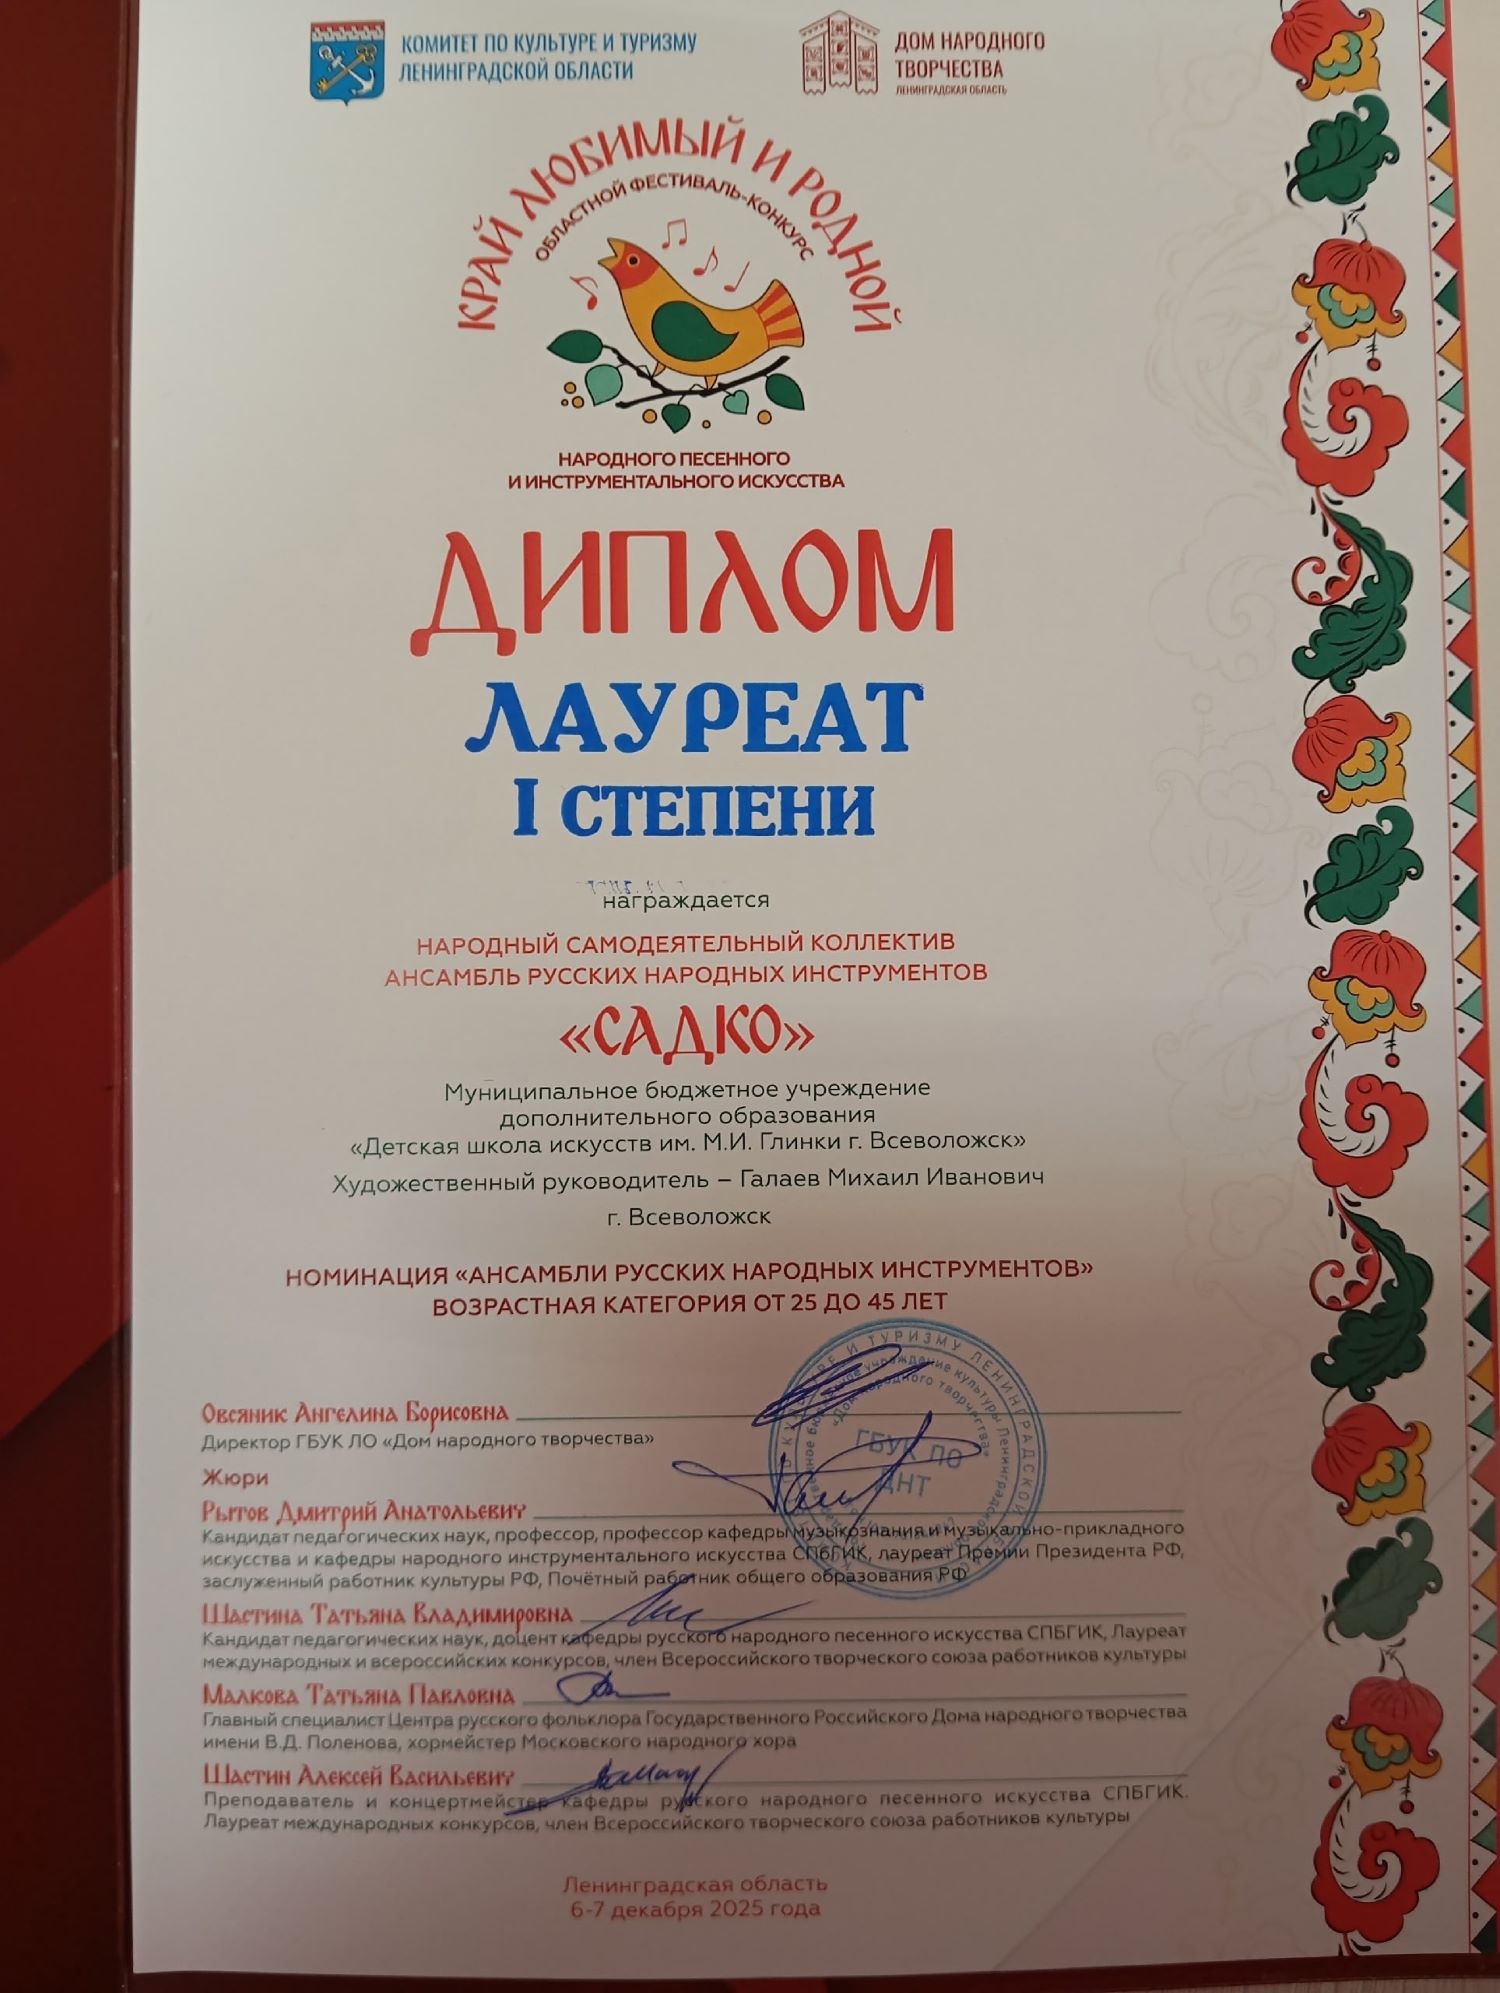 КОМИТЕТ ПО КУЛЬТУРЕ И ТУРИЗМУ
ЛЕНИНГРАДСКОЙ ОБЛАСТИ
ДОМ НАРОДНОГО
ТВОРЧЕСТВА
ЛЕНИНГРАДСКАЯ ОБЛАСТЬ
КРАЙ ЛЮБИМЫЙ И РОДНОЙ
ОБЛАСТНОЙ ФЕСТИВАЛЬ-КОНКУРС
НАРОДНОГО ПЕСЕННОГО
И ИНСТРУМЕНТАЛЬНОГО ИСКУССТВА
ДИПЛОМ
ЛАУРЕАТ
I СТЕПЕНИ
награждается
НАРОДНЫЙ САМОДЕЯТЕЛЬНЫЙ КОЛЛЕКТИВ
АНСАМБЛЬ РУССКИХ НАРОДНЫХ ИНСТРУМЕНТОВ
«САДКО»
Муниципальное бюджетное учреждение
дополнительного образования
«Детская школа искусств им. М.И. Глинки г. Всеволожск»
Художественный руководитель – Галаев Михаил Иванович
г. Всеволожск
НОМИНАЦИЯ «АНСАМБЛИ РУССКИХ НАРОДНЫХ ИНСТРУМЕНТОВ»
ВОЗРАСТНАЯ КАТЕГОРИЯ ОТ 25 ДО 45 ЛЕТ
Овсяник Ангелина Борисовна
Директор ГБУК ЛО «Дом народного творчества»
ГБУК ЛО
ДНТ
Жюри
Рытов Дмитрий Анатольевич
Кандидат педагогических наук, профессор, профессор кафедры музыкознания и музыкально-прикладного
искусства и кафедры народного инструментального искусства СПбГИК, лауреат Премии Президента РФ,
заслуженный работник культуры РФ, Почётный работник общего образования РФ
Шастина Татьяна Владимировна
Кандидат педагогических наук, доцент кафедры русского народного песенного искусства СПБГИК, Лауреат
международных и всероссийских конкурсов, член Всероссийского творческого союза работников культуры
Малкова Татьяна Павловна
Главный специалист Центра русского фольклора Государственного Российского Дома народного творчества
имени В.Д. Поленова, хормейстер Московского народного хора
Шастин Алексей Васильевич
Преподаватель и концертмейстер кафедры русского народного песенного искусства СПБГИК.
Лауреат международных конкурсов, член Всероссийского творческого союза работников культуры
Ленинградская область
6-7 декабря 2025 года